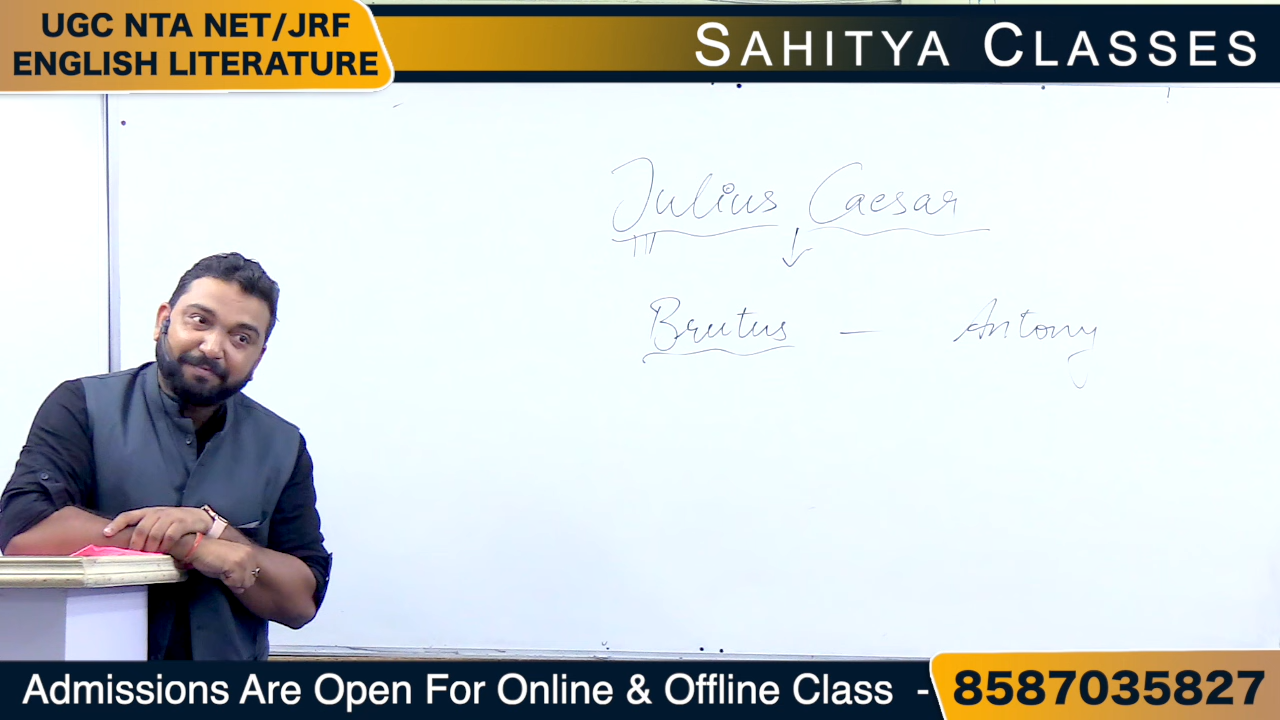 UGC NTA NET/JRF
ENGLISH LITERATURE
SAHITYA CLASSES
Julius Caesar
Brutus — Antony
Admissions Are Open For Online & Offline Class - 8587035827